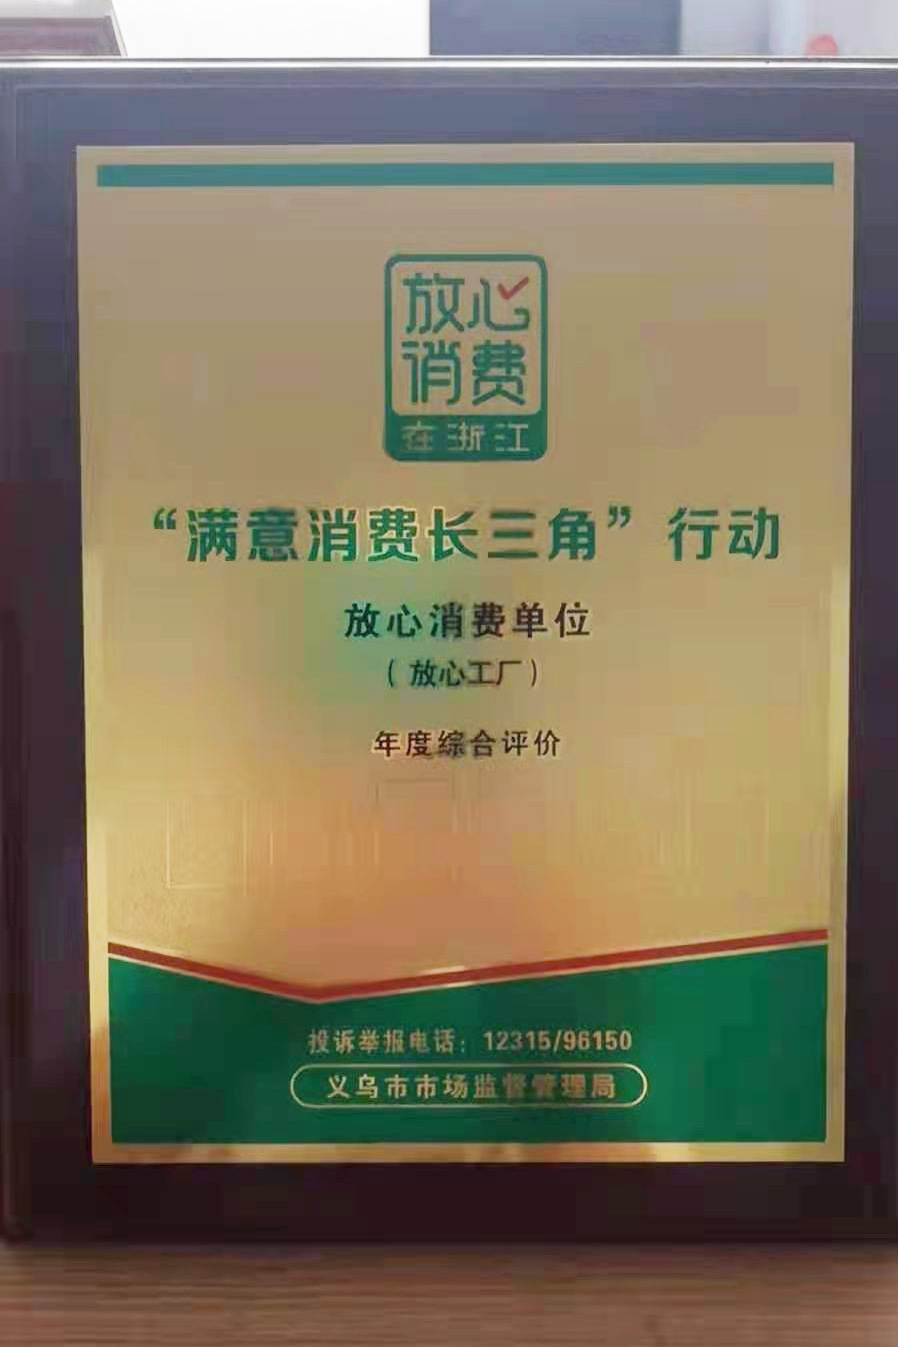 放心
消费
在浙江
“满意消费长三角”行动
放心消费单位
（放心工厂）
年度综合评价
投诉举报电话：12315/96150
义乌市市场监督管理局